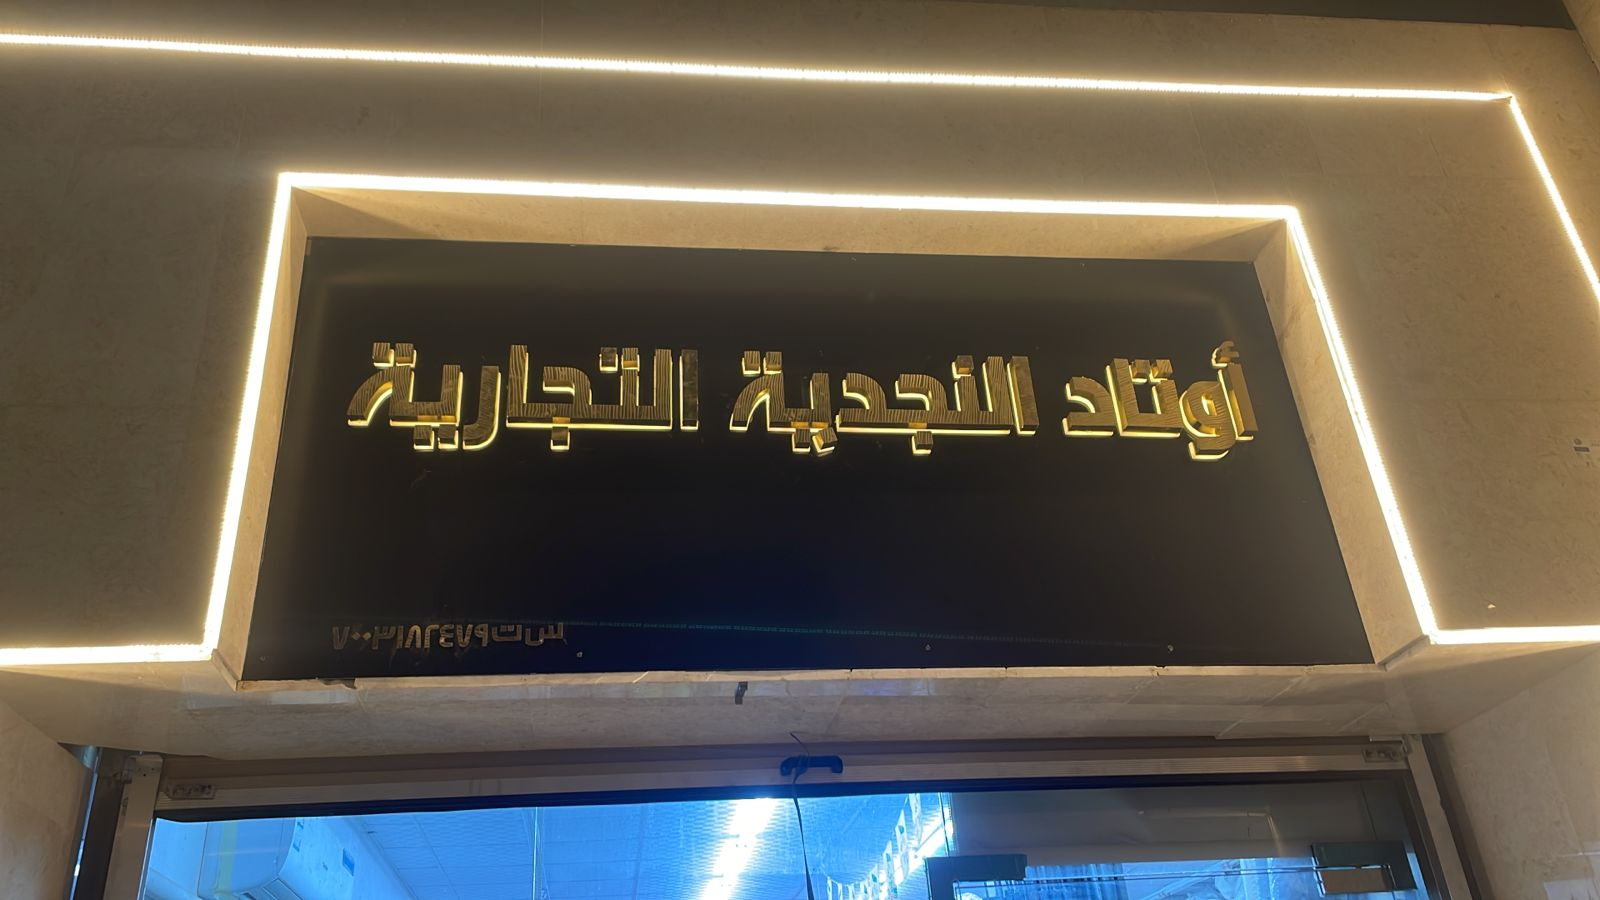 أوتاد النجدية التجارية
س ت ٧٠٠٣١٨٢٤٧٩